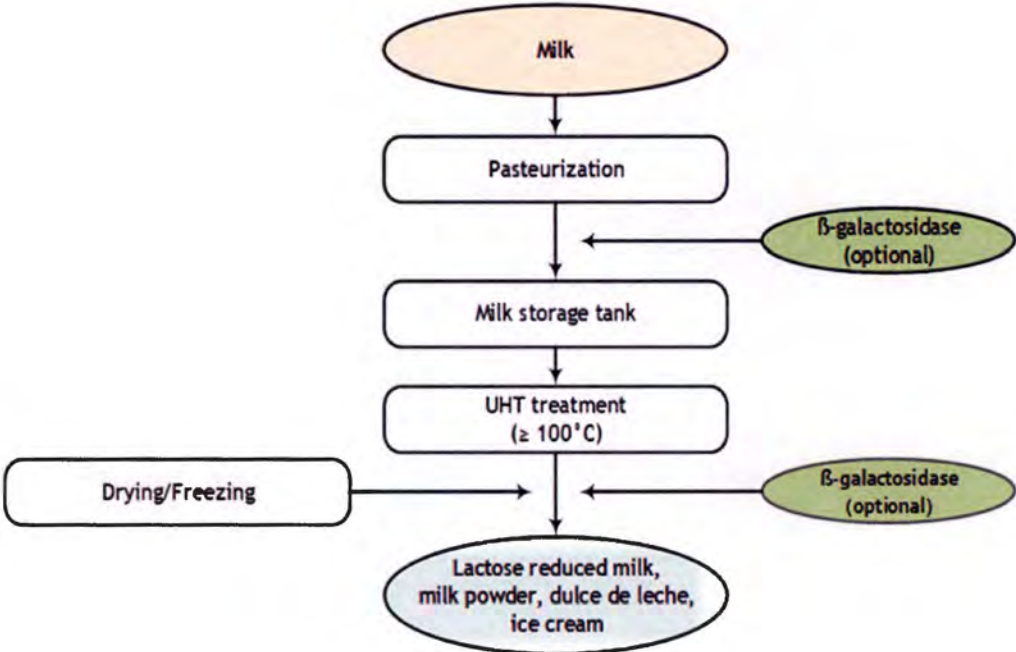 Milk
Pasteurization
ß-galactosidase
(optional)
Milk storage tank
UHT treatment
(≥ 100°C)
Drying/Freezing
ß-galactosidase
(optional)
Lactose reduced milk,
milk powder, dulce de leche,
ice cream